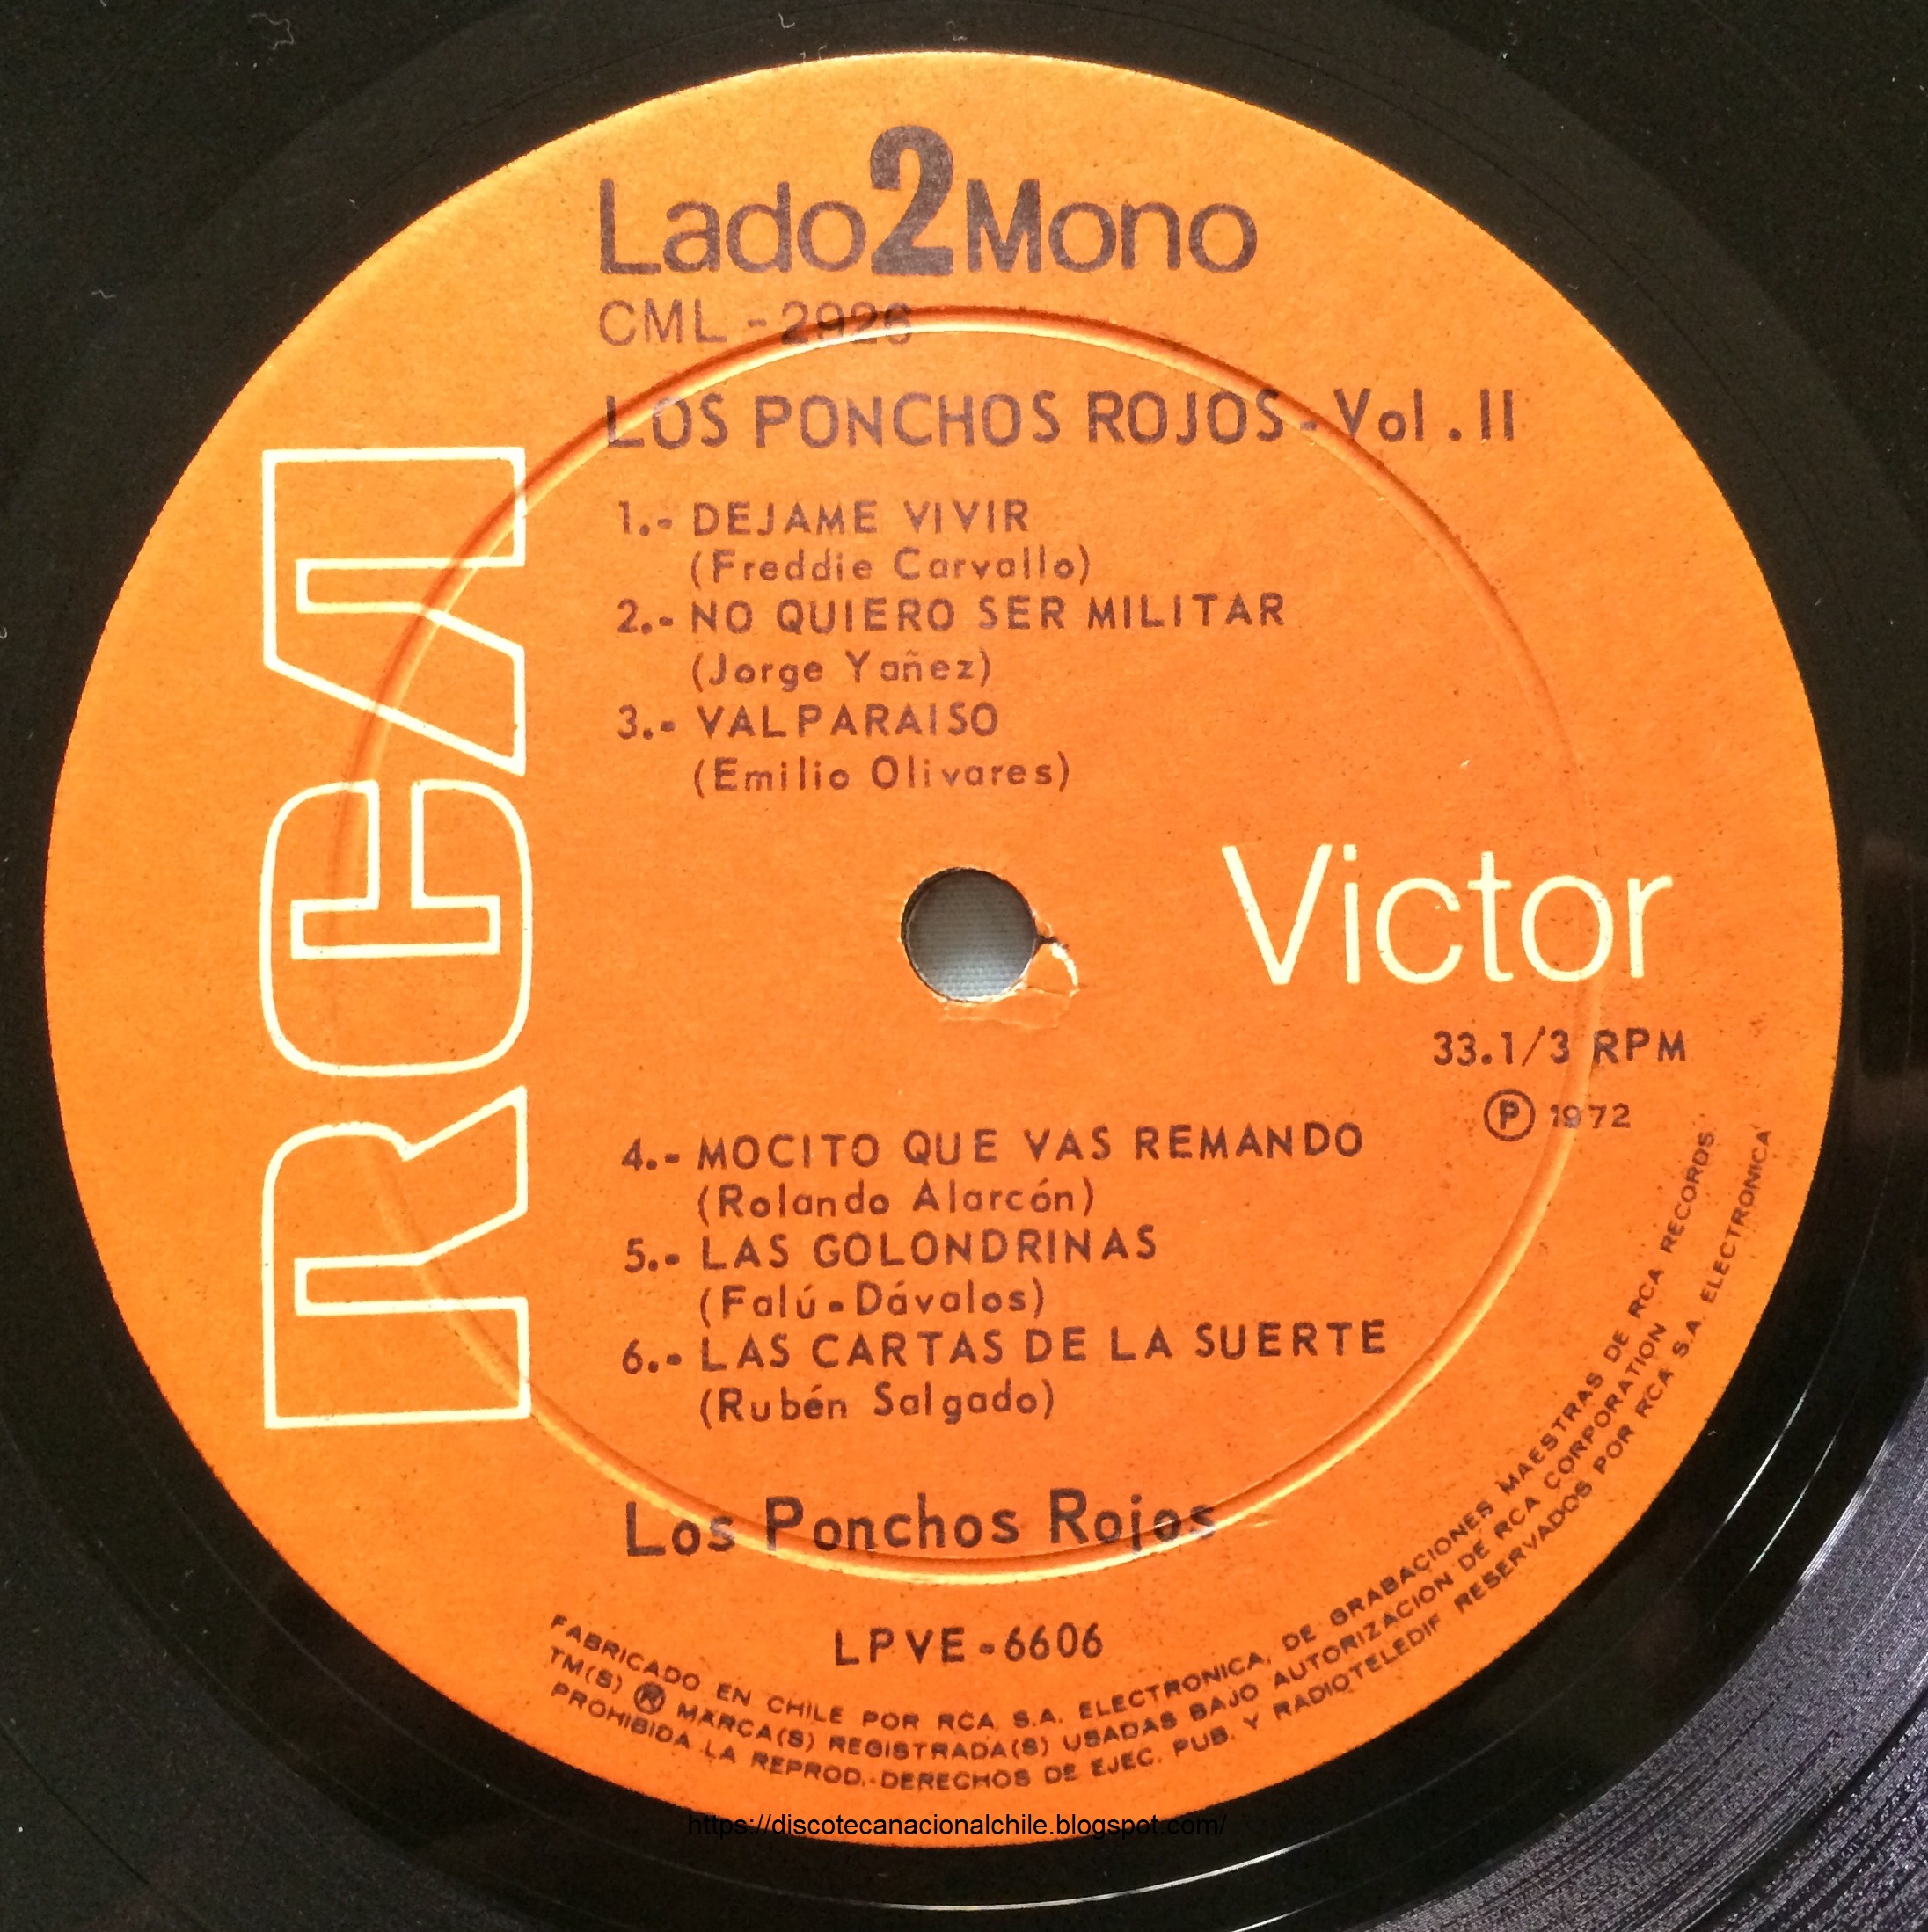 Lado 2 Mono
CML - 2926
LOS PONCHOS ROJOS - Vol. II
1.- DEJAME VIVIR
(Freddie Carvallo)
2.- NO QUIERO SER MILITAR
(Jorge Yañez)
3.- VALPARAISO
(Emilio Olivares)
RCA
Victor
33.1/3 RPM
℗ 1972
4.- MOCITO QUE VAS REMANDO
(Rolando Alarcón)
5.- LAS GOLONDRINAS
(Falú-Dávalos)
6.- LAS CARTAS DE LA SUERTE
(Rubén Salgado)
Los Ponchos Rojos
LPVE-6606
FABRICADO EN CHILE POR RCA S.A. ELECTRONICA, DE GRABACIONES MAESTRAS DE RCA RECORDS
TM(S) ® MARCA(S) REGISTRADA(S) USADAS BAJO AUTORIZACION DE RCA CORPORATION
PROHIBIDA LA REPROD.-DERECHOS DE EJEC. PUB. Y RADIOTELEDIF RESERVADOS POR RCA S.A. ELECTRONICA
https://discotecanacionalchile.blogspot.com/